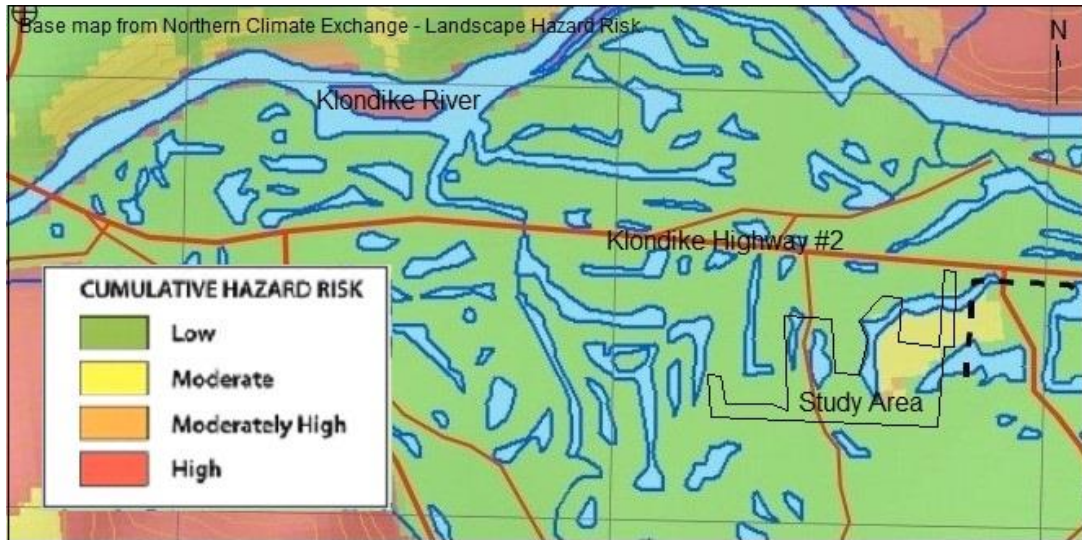 Base map from Northern Climate Exchange - Landscape Hazard Risk.
N
Klondike River
Klondike Highway #2
CUMULATIVE HAZARD RISK
Low
Moderate
Moderately High
High
Study Area